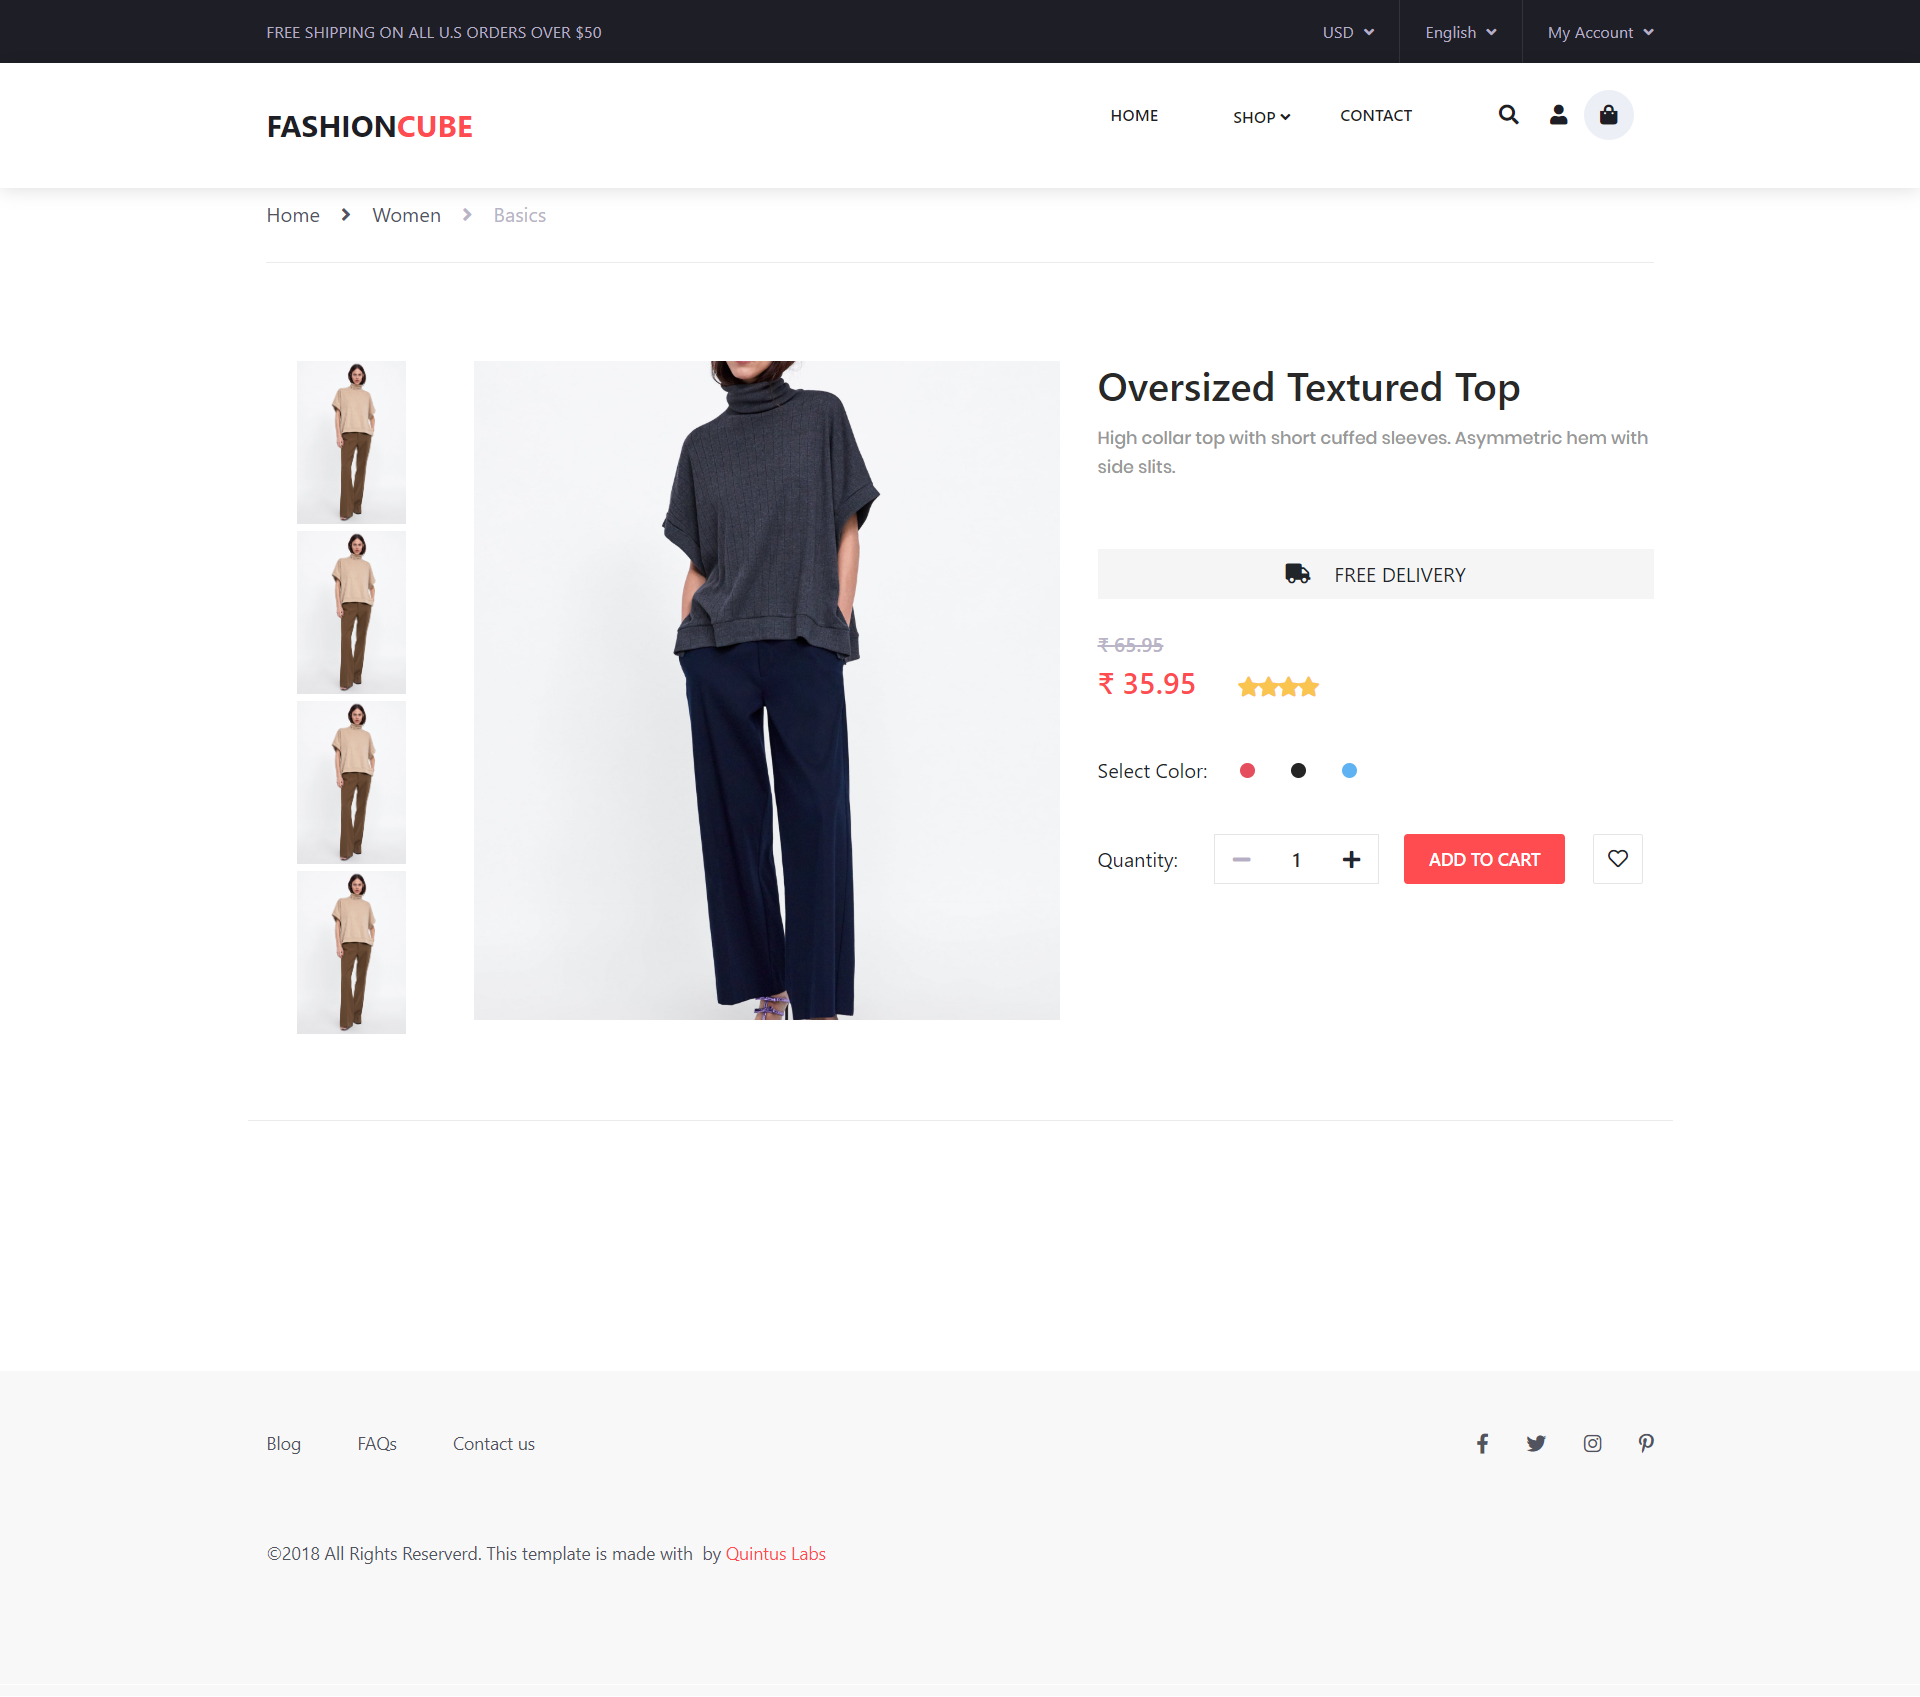 FREE SHIPPING ON ALL U.S ORDERS OVER $50
USD
English
My Account
FASHIONCUBE
HOME
SHOP
CONTACT
Home
Women
Basics
Oversized Textured Top
High collar top with short cuffed sleeves. Asymmetric hem with
side slits.
FREE DELIVERY
₹ 65.95
₹ 35.95
Select Color:
Quantity:
1
ADD TO CART
Blog
FAQs
Contact us
©2018 All Rights Reserverd. This template is made with by Quintus Labs